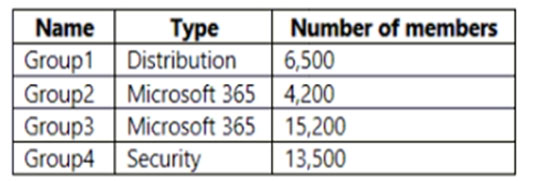 Name Type Number of members
Group1 Distribution 6,500
Group2 Microsoft 365 4,200
Group3 Microsoft 365 15,200
Group4 Security 13,500